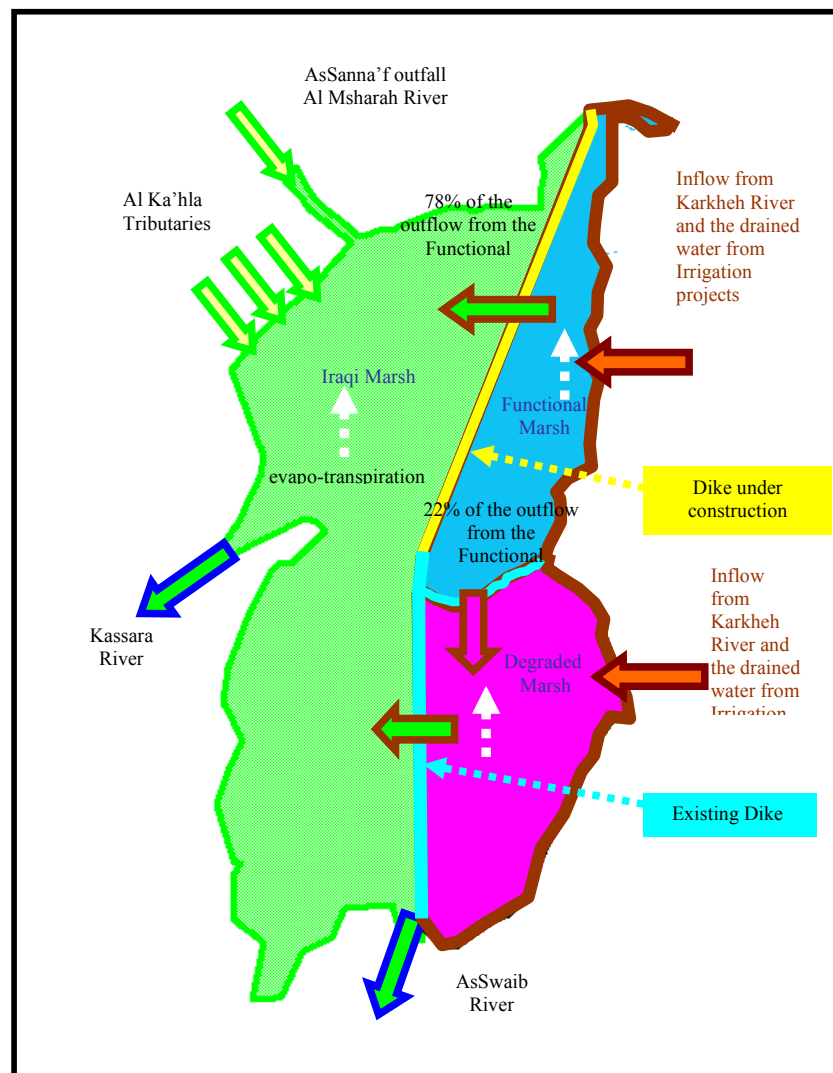 AsSanna’f outfall
Al Msharah River
Al Ka’hla
Tributaries
78% of the
outflow from the
Functional
Inflow from
Karkheh River
and the drained
water from
Irrigation
projects
Iraqi Marsh
Functional
Marsh
evapo-transpiration
Dike under
construction
22% of the outflow
from the
Functional
Inflow
from
Karkheh
River and
the drained
water from
Irrigation
Kassara
River
Degraded
Marsh
Existing Dike
AsSwaib
River